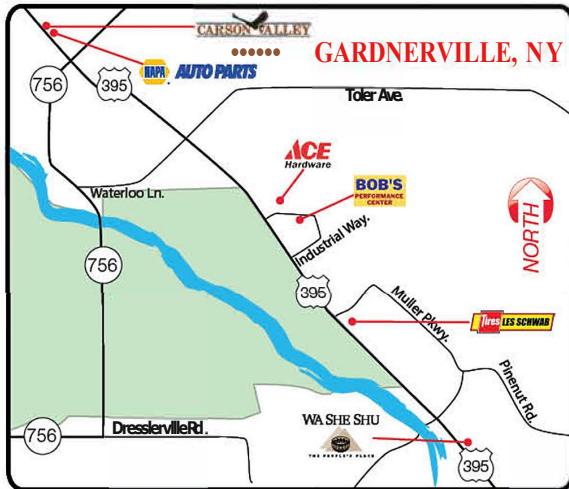 CARSON VALLEY
GARDNERVILLE, NY
NAPA AUTO PARTS
756
395
Toler Ave.
ACE
Hardware
Waterloo Ln.
BOB'S
PERFORMANCE
CENTER
Industrial Way.
NORTH
756
395
Muller Pkwy.
Tires LES SCHWAB
Pinenut Rd.
WA SHE SHU
THE PEOPLE'S PLACE
756
Dresslerville Rd.
395